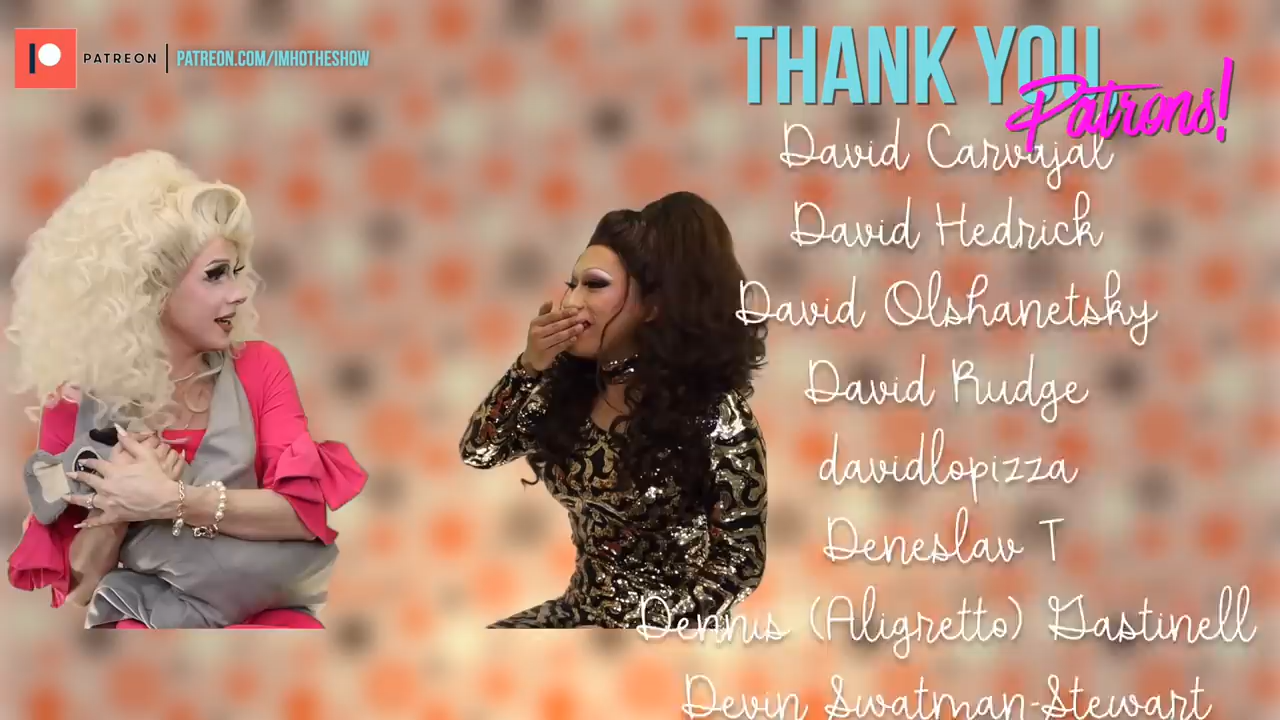 PATREON | PATREON.COM/IMHOTHESHOW
THANK YOU,
Patrons!
David Carvajal
David Hedrick
David Olshanetsky
David Rudge
davidlopizza
Deneslav T
Dennis (Aligretto) Gastinell
Devin Swatman-Stewart